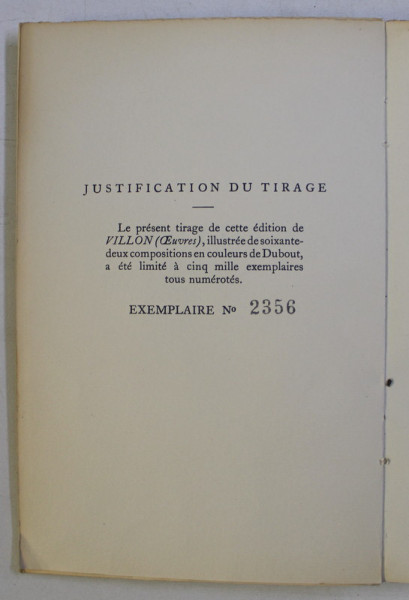 JUSTIFICATION DU TIRAGE
Le présent tirage de cette édition de
VILLON (Œuvres), illustrée de soixante-
deux compositions en couleurs de Dubout,
a été limité à cinq mille exemplaires
tous numérotés.
EXEMPLAIRE Nº 2356